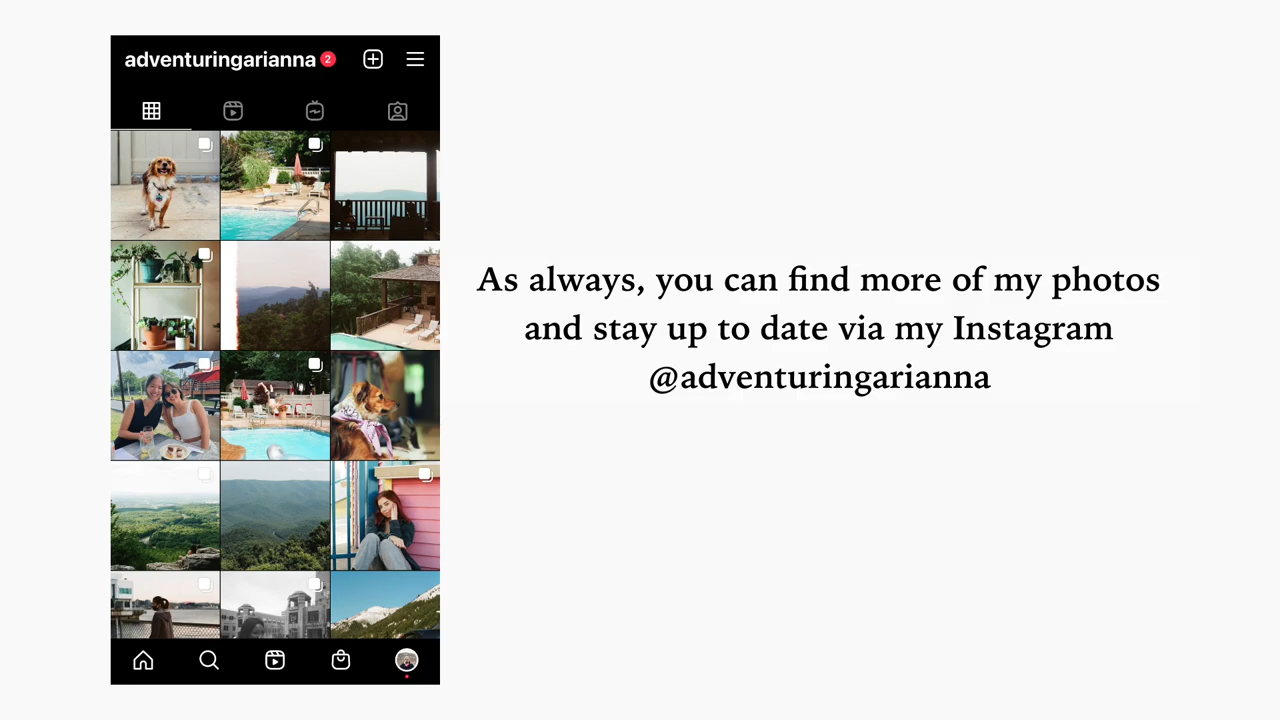 adventuringarianna 2
As always, you can find more of my photos
and stay up to date via my Instagram
@adventuringarianna